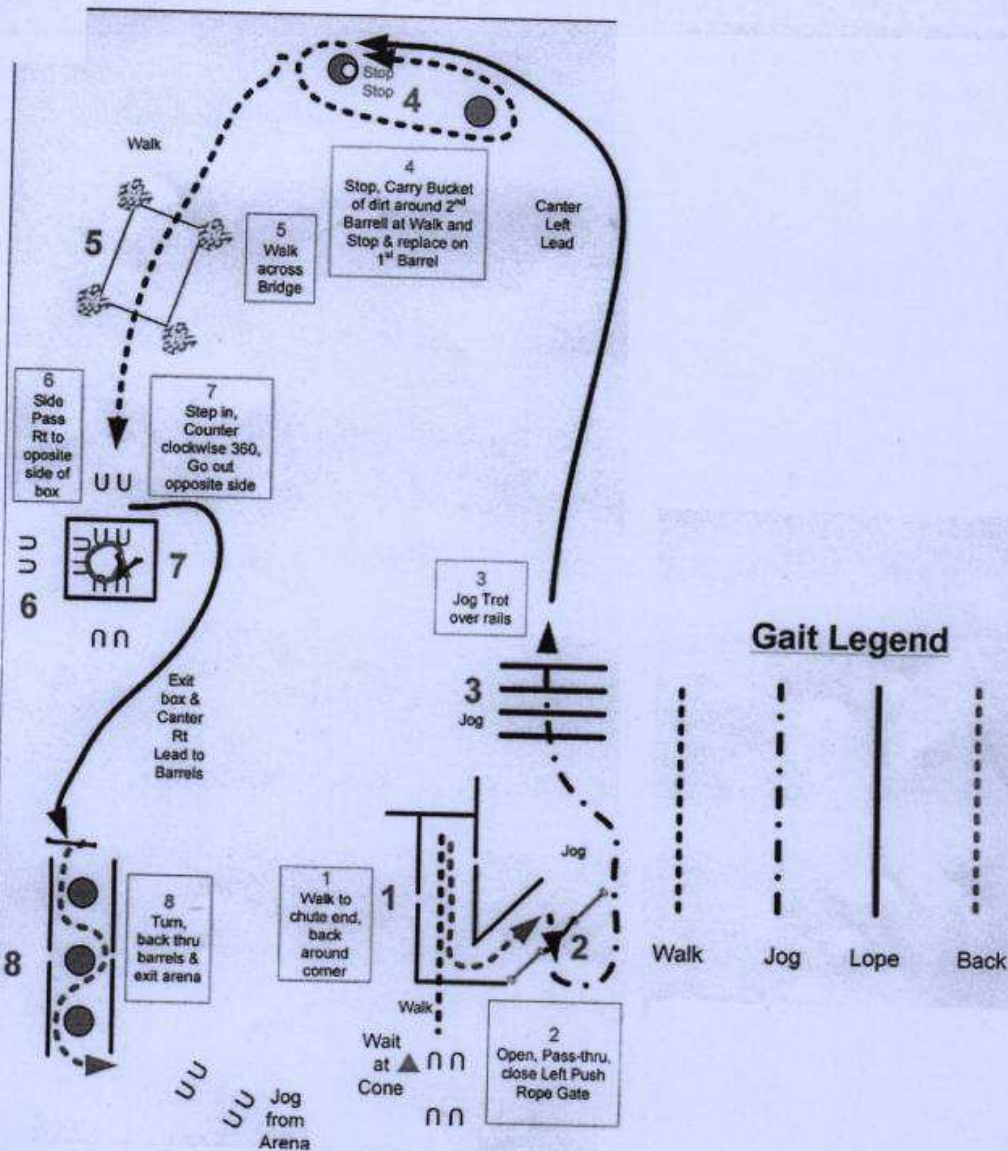 Stop
Stop
4
Walk
4
Stop, Carry Bucket
of dirt around 2nd
Barrell at Walk and
Stop & replace on
1st Barrel
Canter
Left
Lead
5
5
Walk
across
Bridge
6
Side
Pass
Rt to
opposite
side of
box
7
Step in,
Counter
clockwise 360,
Go out
opposite side
6
7
3
Jog Trot
over rails
3
Jog
Exit
box &
Canter
Rt
Lead to
Barrels
Gait Legend
Walk
Jog
Lope
Back
Jog
1
1
Walk to
chute end,
back
around
corner
2
8
8
Turn,
back thru
barrels &
exit arena
Walk
Wait
at
Cone
2
Open, Pass-thru,
close Left Push
Rope Gate
Jog
from
Arena